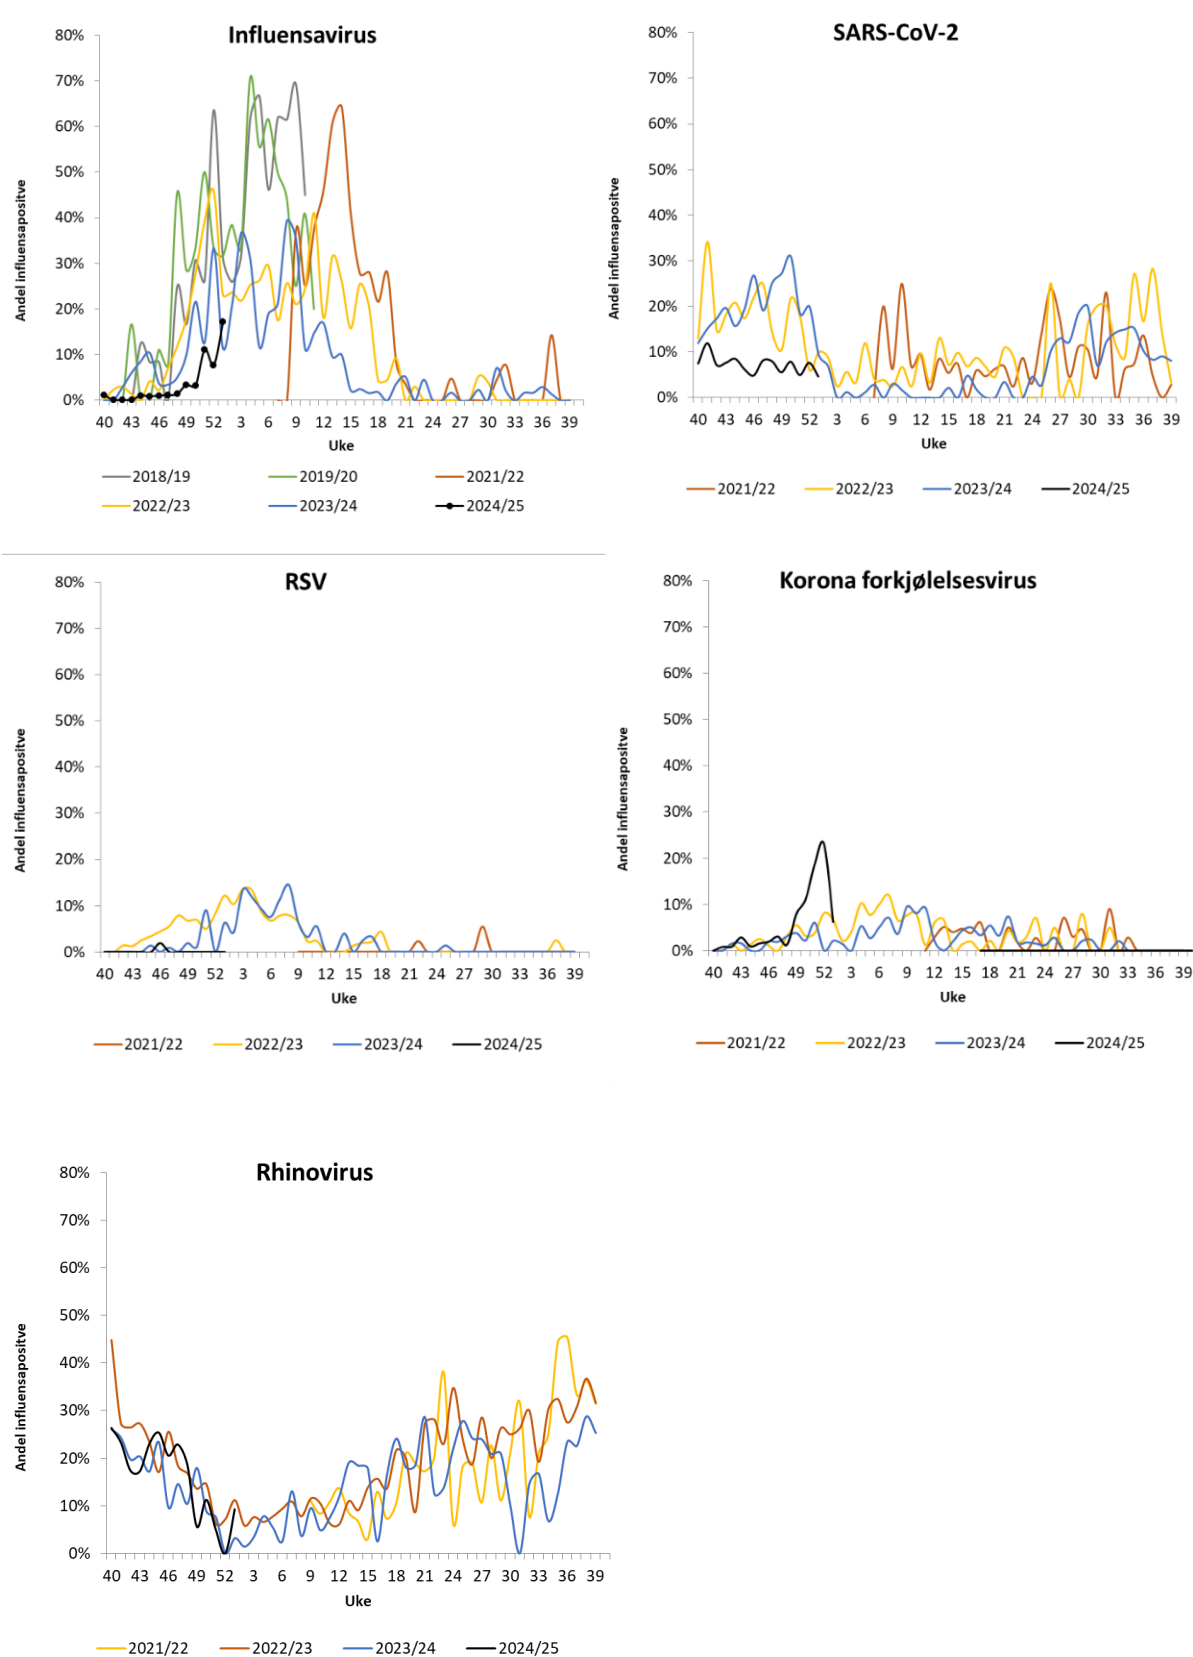 Influensavirus
80%
70%
60%
50%
40%
30%
20%
10%
0%
Andel influensapositve
40 43 46 49 52 3 6 9 12 15 18 21 24 27 30 33 36 39
Uke
2018/19 2019/20 2021/22
2022/23 2023/24 2024/25
SARS-CoV-2
80%
70%
60%
50%
40%
30%
20%
10%
0%
Andel influensapositve
40 43 46 49 52 3 6 9 12 15 18 21 24 27 30 33 36 39
Uke
2021/22 2022/23 2023/24 2024/25
RSV
80%
70%
60%
50%
40%
30%
20%
10%
0%
Andel influensapositve
40 43 46 49 52 3 6 9 12 15 18 21 24 27 30 33 36 39
Uke
2021/22 2022/23 2023/24 2024/25
Korona forkjølelsesvirus
80%
70%
60%
50%
40%
30%
20%
10%
0%
Andel influensapositve
40 43 46 49 52 3 6 9 12 15 18 21 24 27 30 33 36 39
Uke
2021/22 2022/23 2023/24 2024/25
Rhinovirus
80%
70%
60%
50%
40%
30%
20%
10%
0%
Andel influensapositve
40 43 46 49 52 3 6 9 12 15 18 21 24 27 30 33 36 39
Uke
2021/22 2022/23 2023/24 2024/25